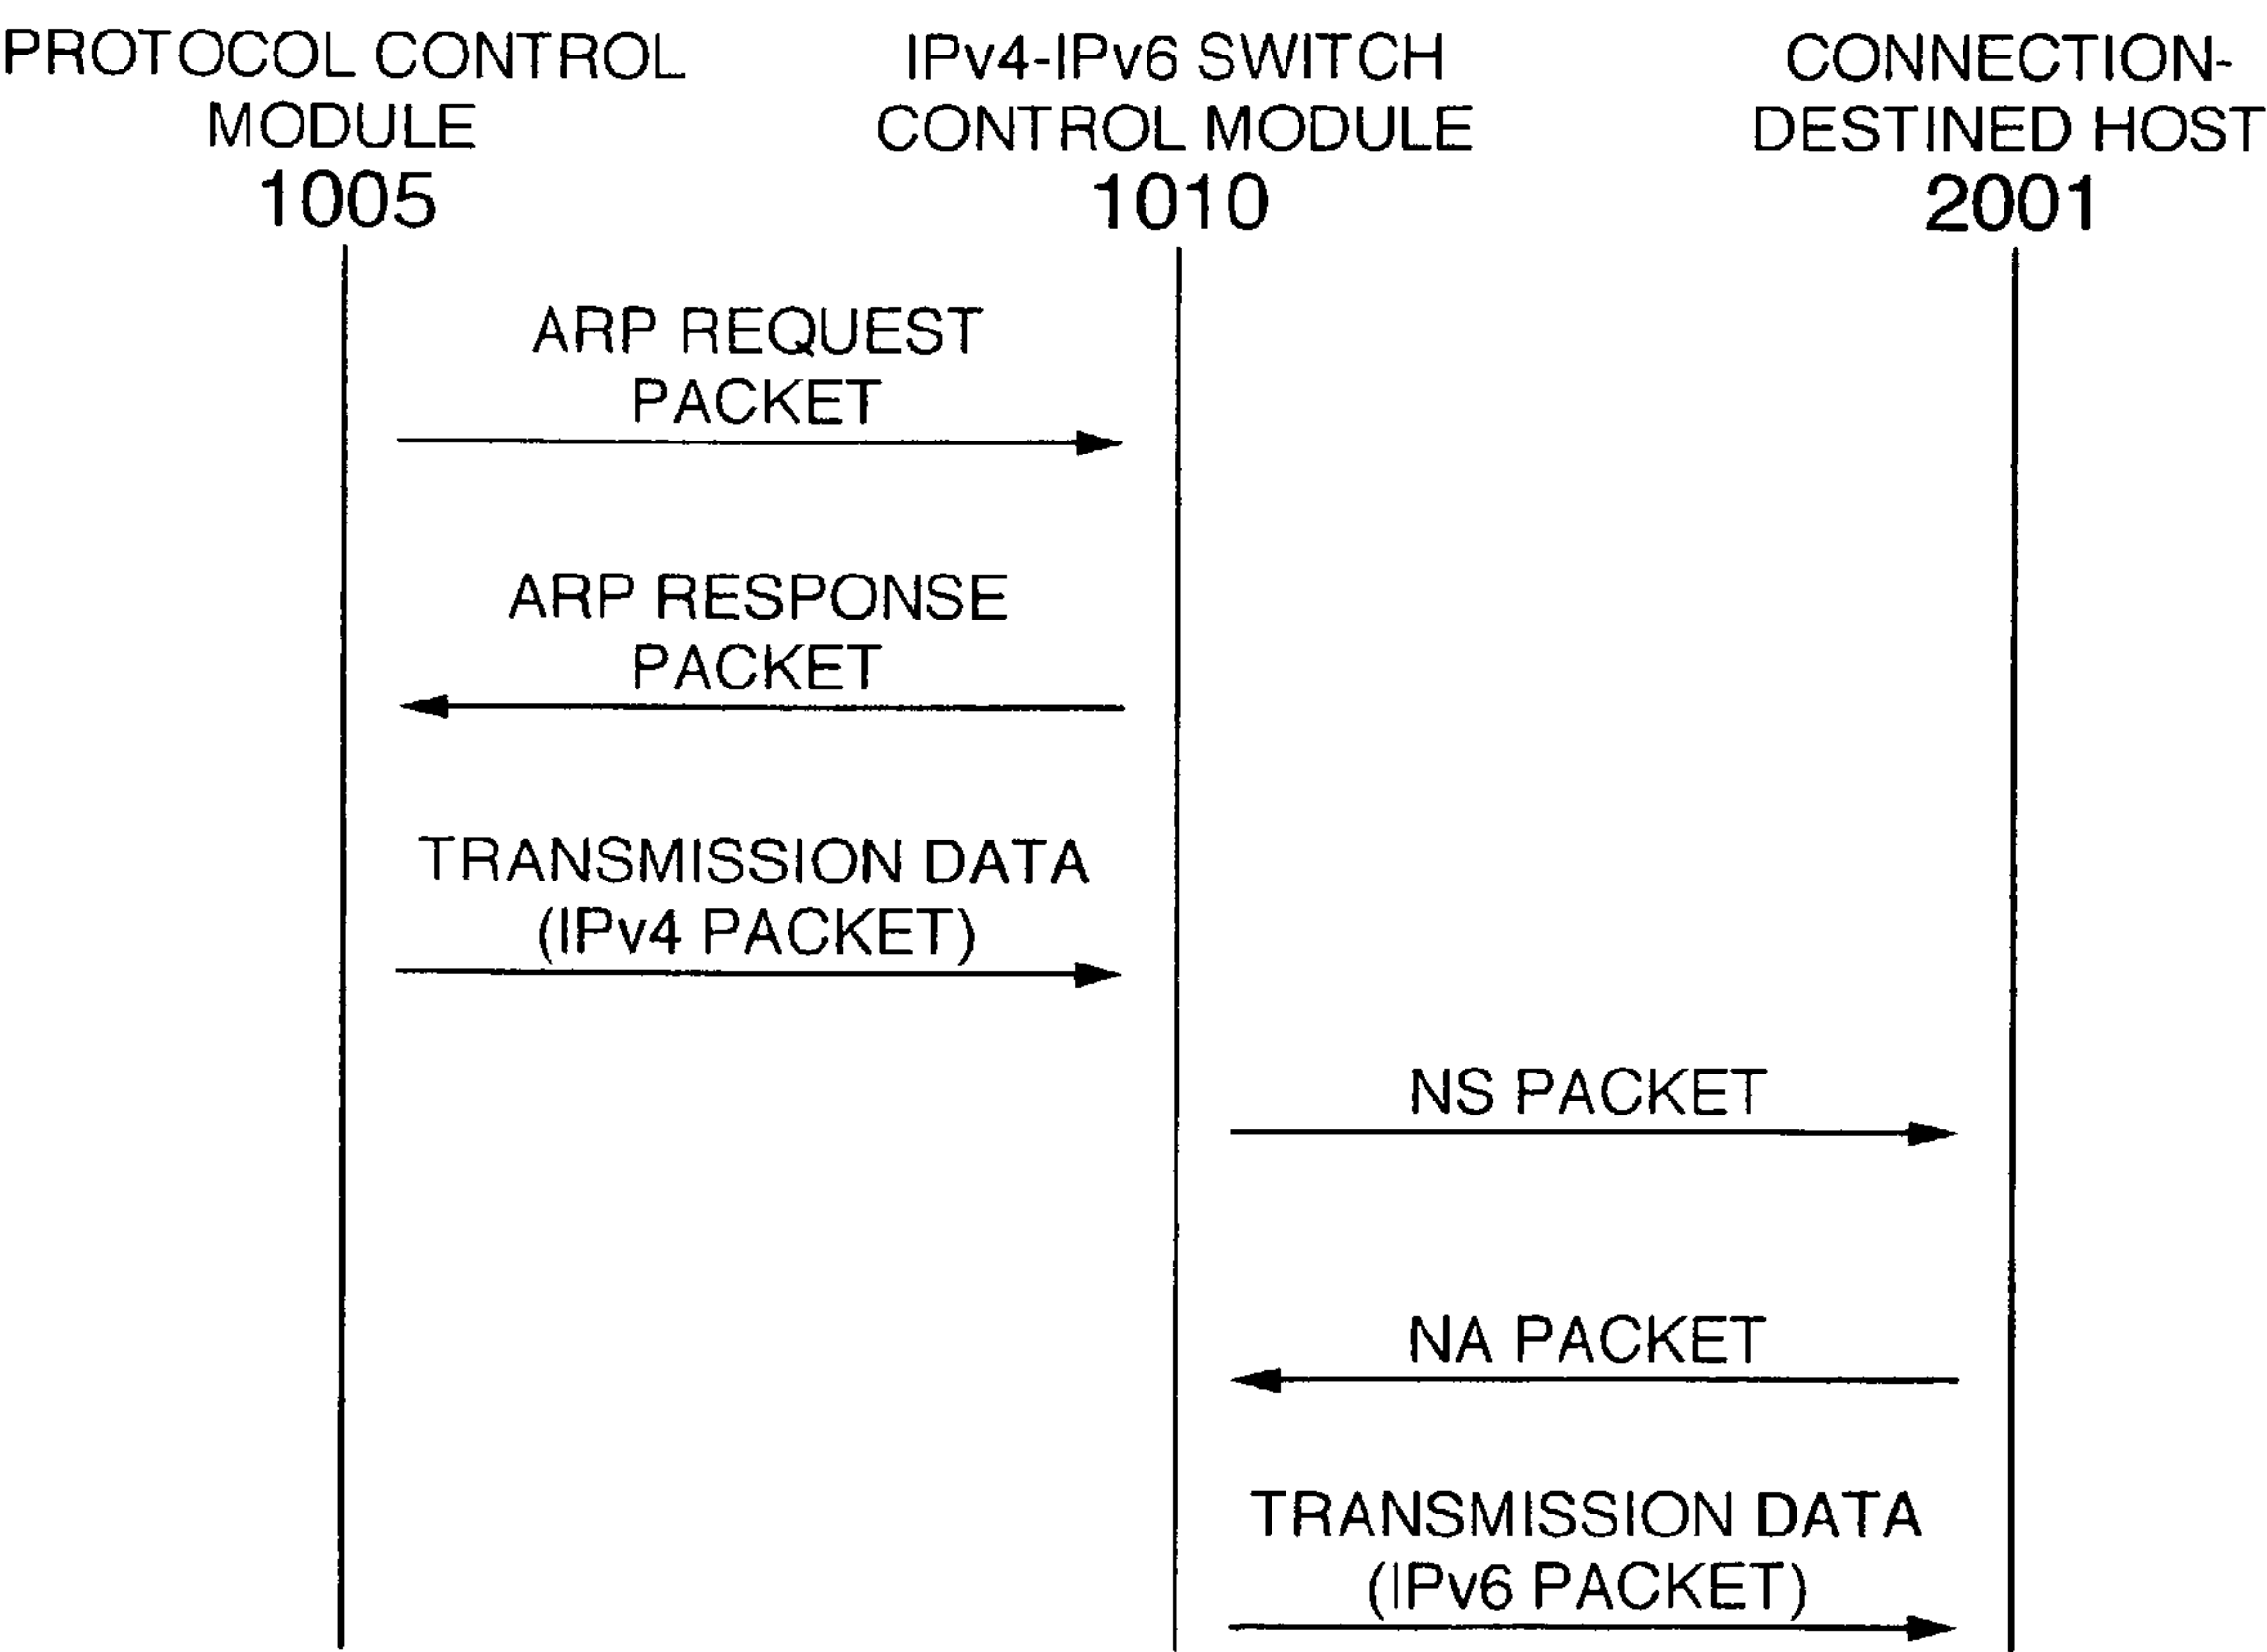 PROTOCOL CONTROL
MODULE
1005
IPv4-IPv6 SWITCH
CONTROL MODULE
1010
CONNECTION-
DESTINED HOST
2001
ARP REQUEST
PACKET
ARP RESPONSE
PACKET
TRANSMISSION DATA
(IPv4 PACKET)
NS PACKET
NA PACKET
TRANSMISSION DATA
(IPv6 PACKET)